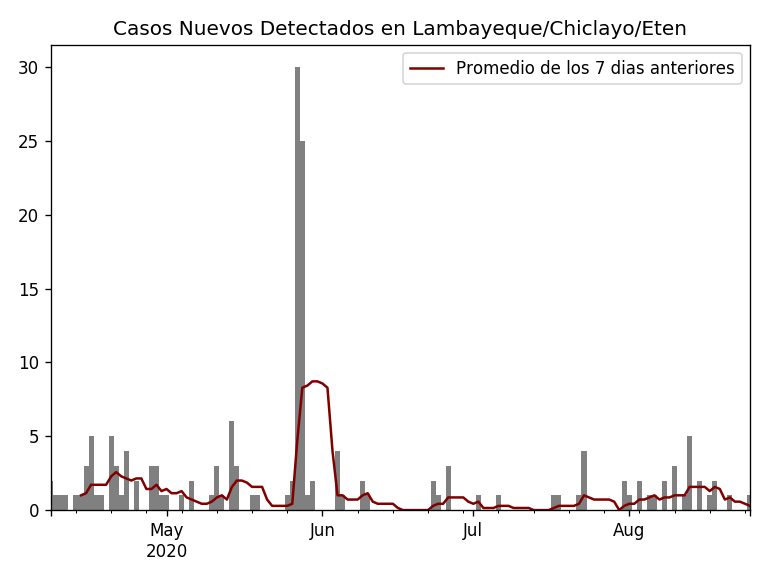 Casos Nuevos Detectados en Lambayeque/Chiclayo/Eten
Promedio de los 7 dias anteriores
30
25
20
15
10
5
0
May
2020
Jun
Jul
Aug